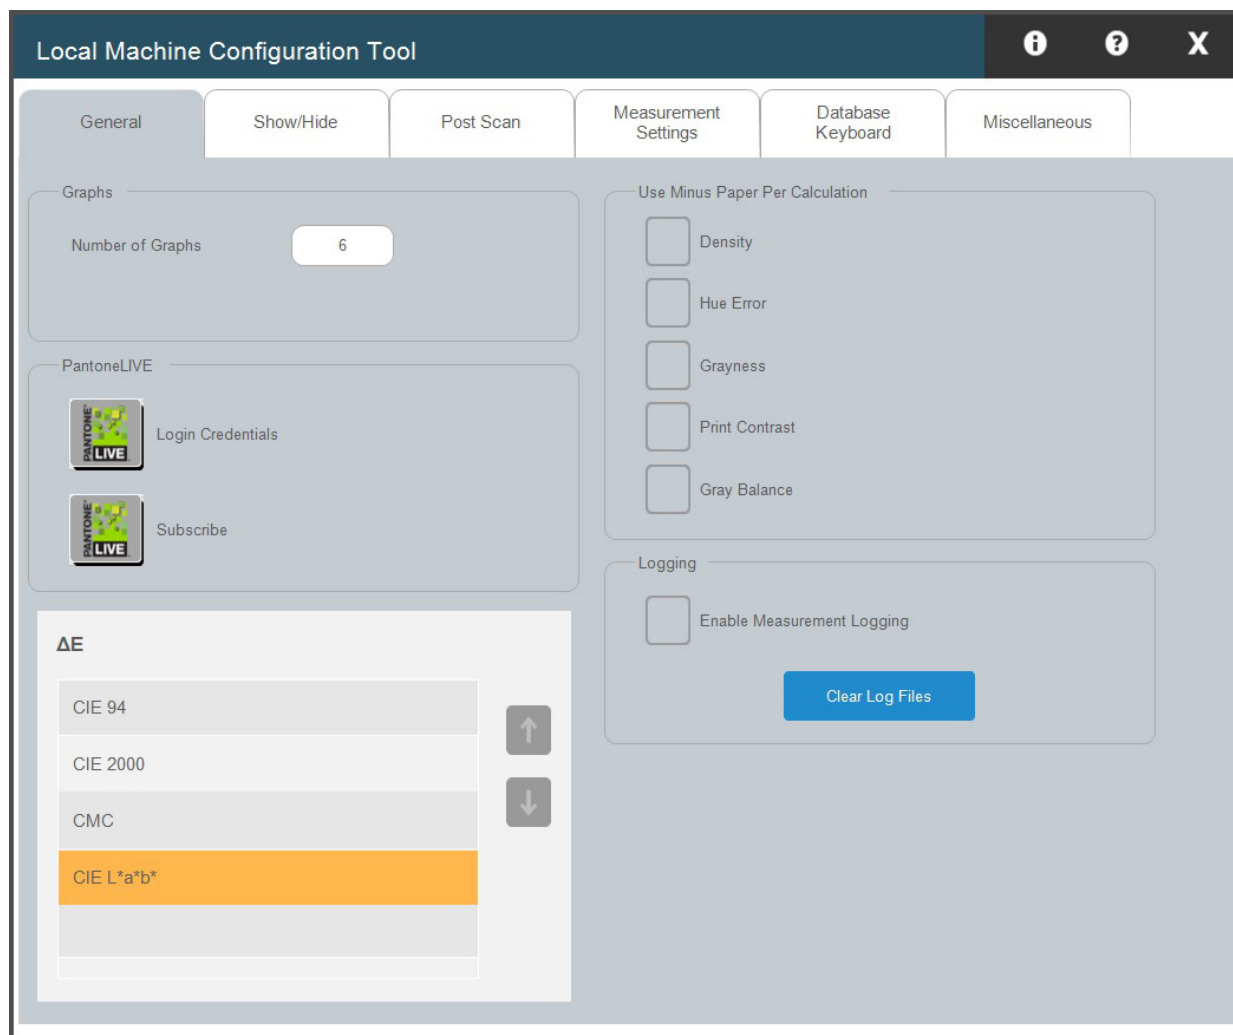 Local Machine Configuration Tool
General
Show/Hide
Post Scan
Measurement
Settings
Database
Keyboard
Miscellaneous
Graphs
Number of Graphs
6
PantoneLIVE
PANTONE®
LIVE
Login Credentials
PANTONE®
LIVE
Subscribe
ΔE
CIE 94
CIE 2000
CMC
CIE L*a*b*
Use Minus Paper Per Calculation
Density
Hue Error
Grayness
Print Contrast
Gray Balance
Logging
Enable Measurement Logging
Clear Log Files